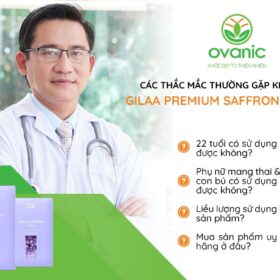 ovanic
KHỎE ĐẸP TỪ THIÊN NHIÊN
CÁC THẮC MẮC THƯỜNG GẶP K
GILAA PREMIUM SAFFRON
22 tuổi có sử dụng
được không?
Phụ nữ mang thai &
con bú có sử dụng
được không?
Liều lượng sử dụng
sản phẩm?
Mua sản phẩm uy
hãng ở đâu?